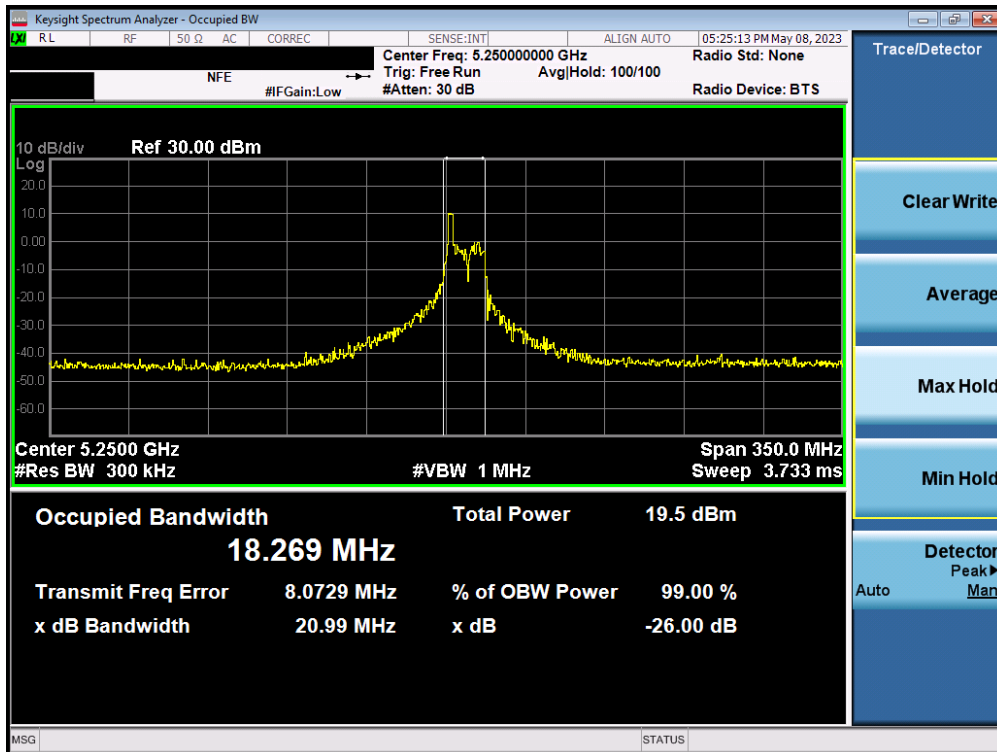 Keysight Spectrum Analyzer - Occupied BW
LXI RL RF 50 Ω AC CORREC SENSE:INT ALIGN AUTO 05:25:13 PM May 08, 2023
Center Freq: 5.250000000 GHz Radio Std: None
NFE Trig: Free Run Avg|Hold: 100/100
#IFGain:Low #Atten: 30 dB Radio Device: BTS
10 dB/div Ref 30.00 dBm
Log
20.0
10.0
0.00
-10.0
-20.0
-30.0
-40.0
-50.0
-60.0
Center 5.2500 GHz Span 350.0 MHz
#Res BW 300 kHz #VBW 1 MHz Sweep 3.733 ms
Occupied Bandwidth Total Power 19.5 dBm
18.269 MHz
Transmit Freq Error 8.0729 MHz % of OBW Power 99.00 %
x dB Bandwidth 20.99 MHz x dB -26.00 dB
MSG STATUS
Trace/Detector
Clear Write
Average
Max Hold
Min Hold
Detector
Peak▶
Auto Man